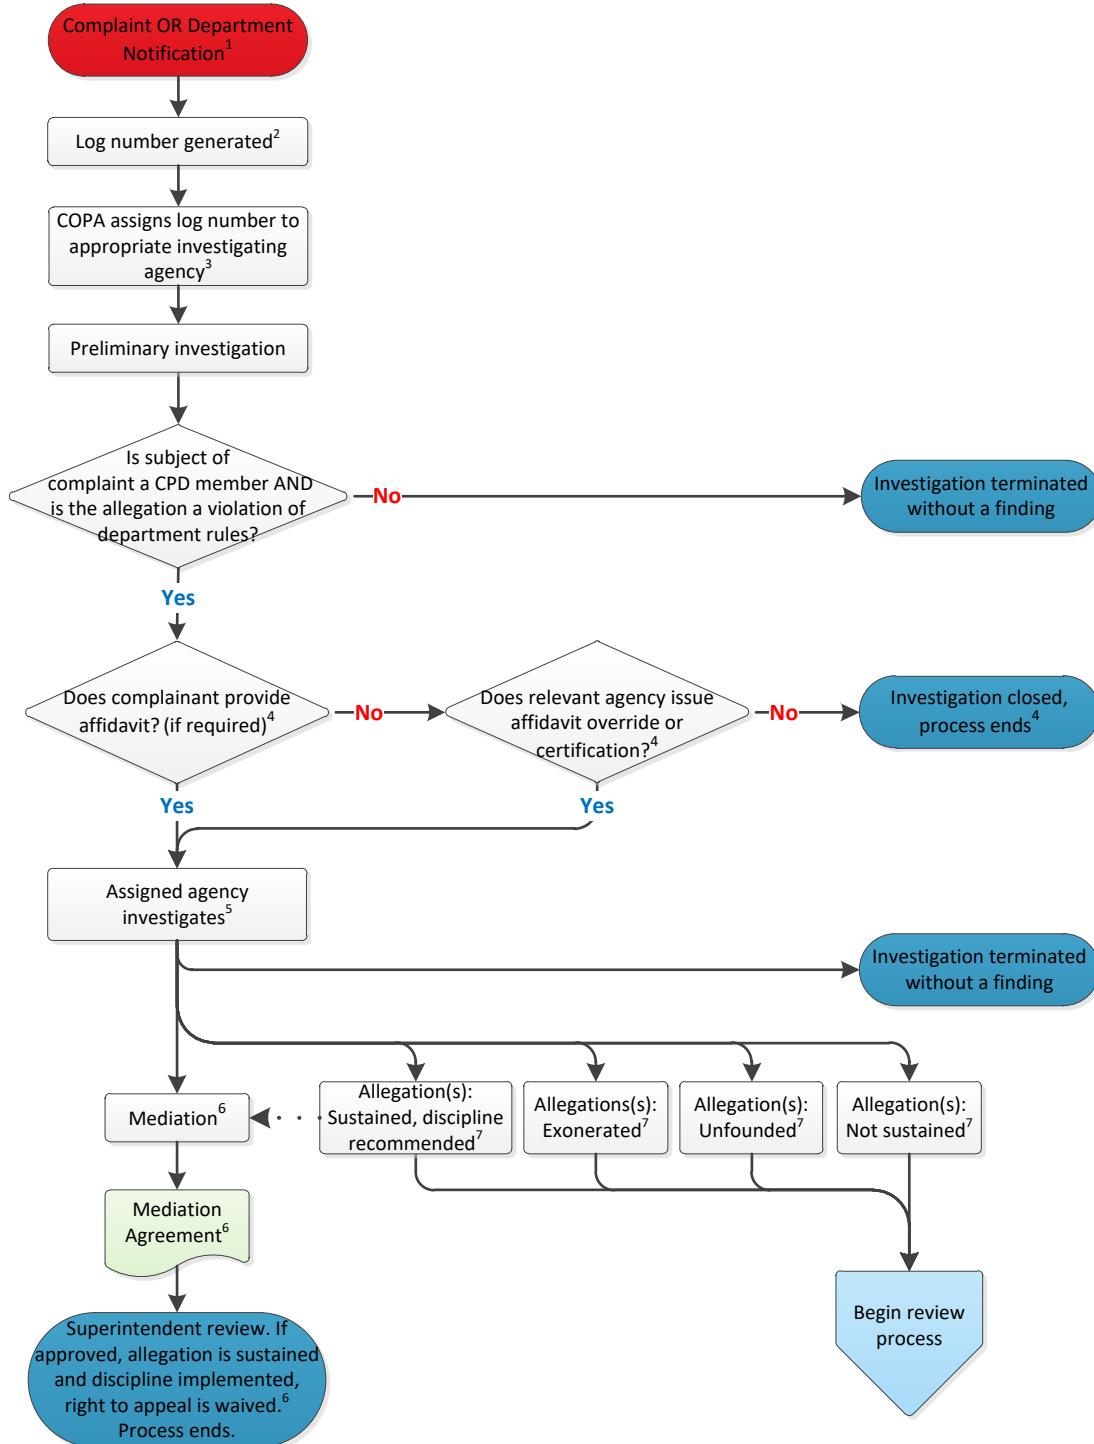 Complaint OR Department
Notification¹
Log number generated²
COPA assigns log number to
appropriate investigating
agency³
Preliminary investigation
Is subject of
complaint a CPD member AND
is the allegation a violation of
department rules?
No
Investigation terminated
without a finding
Yes
Does complainant provide
affidavit? (if required)⁴
No
Does relevant agency issue
affidavit override or
certification?⁴
No
Investigation closed,
process ends⁴
Yes
Yes
Assigned agency
investigates⁵
Investigation terminated
without a finding
Mediation⁶
Allegation(s):
Sustained, discipline
recommended⁷
Allegations(s):
Exonerated⁷
Allegation(s):
Unfounded⁷
Allegation(s):
Not sustained⁷
Mediation
Agreement⁶
Begin review
process
Superintendent review. If
approved, allegation is sustained
and discipline implemented,
right to appeal is waived.⁶
Process ends.